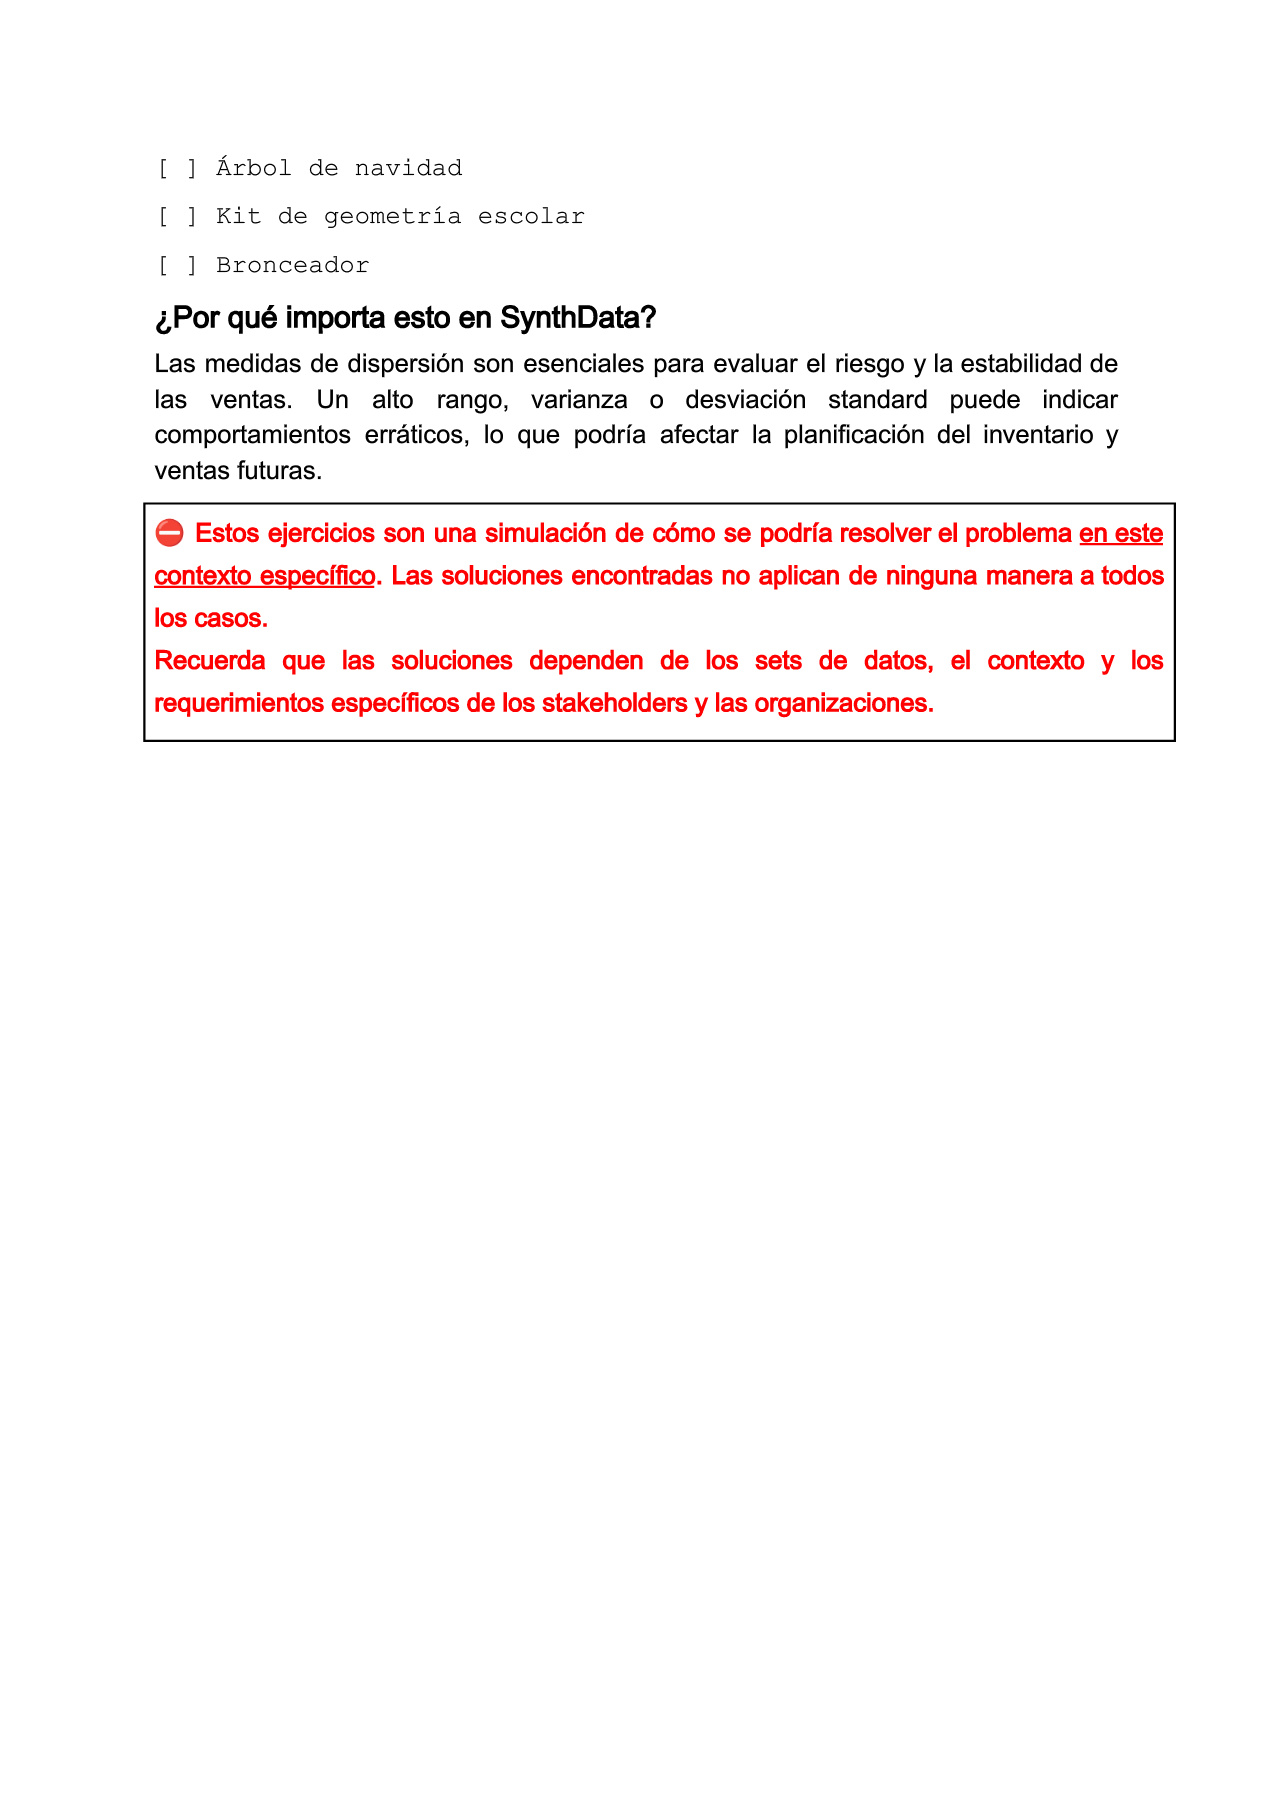 [ ] Árbol de navidad
[ ] Kit de geometría escolar
[ ] Bronceador
¿Por qué importa esto en SynthData?
Las medidas de dispersión son esenciales para evaluar el riesgo y la estabilidad de
las ventas. Un alto rango, varianza o desviación standard puede indicar
comportamientos erráticos, lo que podría afectar la planificación del inventario y
ventas futuras.
⛔ Estos ejercicios son una simulación de cómo se podría resolver el problema en este
contexto específico. Las soluciones encontradas no aplican de ninguna manera a todos
los casos.
Recuerda que las soluciones dependen de los sets de datos, el contexto y los
requerimientos específicos de los stakeholders y las organizaciones.